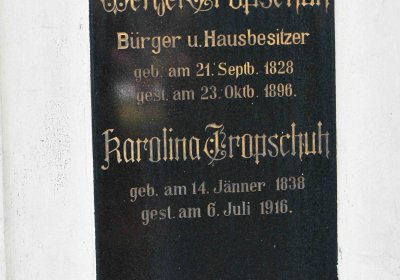 Tropschuh
Bürger u. Hausbesitzer
geb. am 21. Septb. 1828
gest. am 23. Oktb. 1896.
Karolina Tropschuh
geb. am 14. Jänner 1838
gest. am 6. Juli 1916.